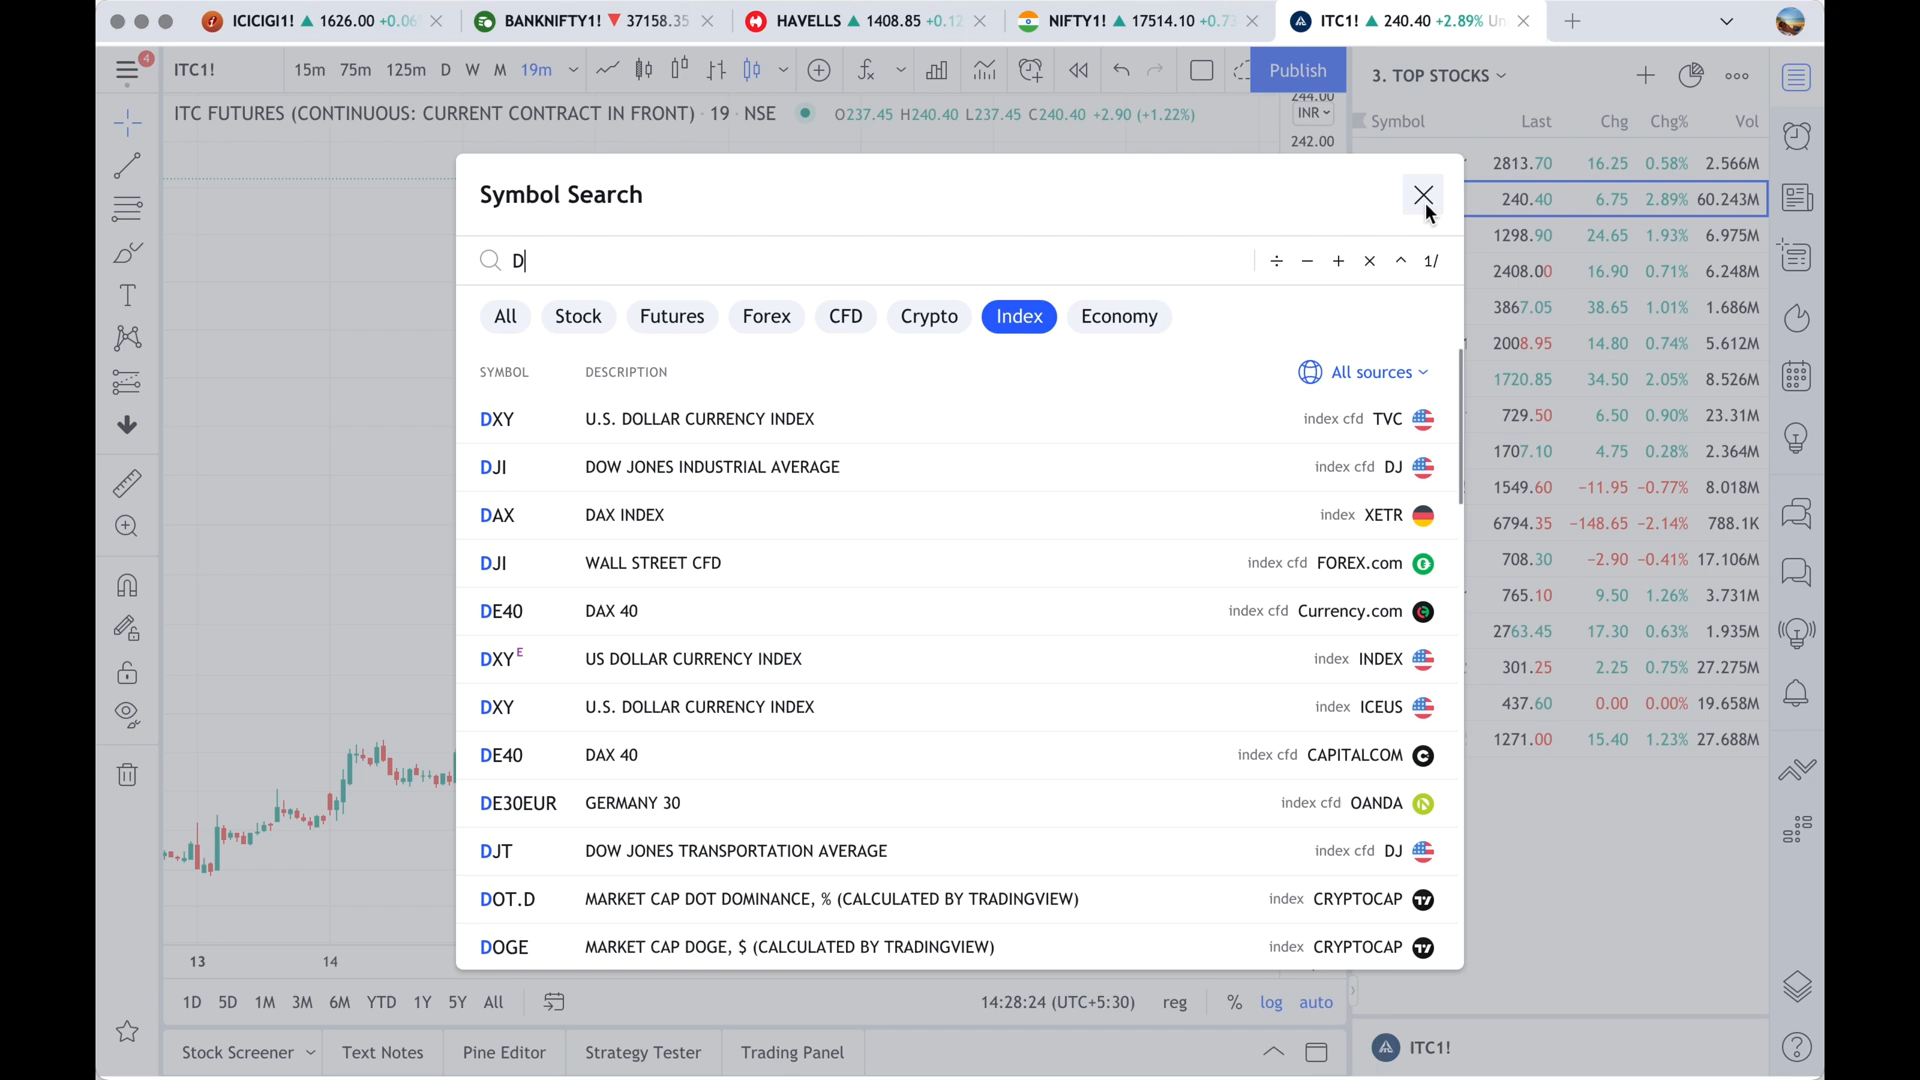 ICICIGI1! ▲ 1626.00 +0.06
BANKNIFTY1! ▼ 37158.35
HAVELLS ▲ 1408.85 +0.12
NIFTY1! ▲ 17514.10 +0.73
ITC1! ▲ 240.40 +2.89% Un
4
ITC1!
15m 75m 125m D W M 19m
Publish
3. TOP STOCKS
ITC FUTURES (CONTINUOUS: CURRENT CONTRACT IN FRONT) · 19 · NSE
O237.45 H240.40 L237.45 C240.40 +2.90 (+1.22%)
244.00
INR
242.00
Symbol Last Chg Chg% Vol
2813.70 16.25 0.58% 2.566M
240.40 6.75 2.89% 60.243M
1298.90 24.65 1.93% 6.975M
2408.00 16.90 0.71% 6.248M
3867.05 38.65 1.01% 1.686M
2008.95 14.80 0.74% 5.612M
1720.85 34.50 2.05% 8.526M
729.50 6.50 0.90% 23.31M
1707.10 4.75 0.28% 2.364M
1549.60 −11.95 −0.77% 8.018M
6794.35 −148.65 −2.14% 788.1K
708.30 −2.90 −0.41% 17.106M
765.10 9.50 1.26% 3.731M
2763.45 17.30 0.63% 1.935M
301.25 2.25 0.75% 27.275M
437.60 0.00 0.00% 19.658M
1271.00 15.40 1.23% 27.688M
Symbol Search
D
÷ − + × ^ 1/
All Stock Futures Forex CFD Crypto Index Economy
SYMBOL DESCRIPTION All sources
DXY U.S. DOLLAR CURRENCY INDEX index cfd TVC
DJI DOW JONES INDUSTRIAL AVERAGE index cfd DJ
DAX DAX INDEX index XETR
DJI WALL STREET CFD index cfd FOREX.com
DE40 DAX 40 index cfd Currency.com
DXY E US DOLLAR CURRENCY INDEX index INDEX
DXY U.S. DOLLAR CURRENCY INDEX index ICEUS
DE40 DAX 40 index cfd CAPITALCOM
DE30EUR GERMANY 30 index cfd OANDA
DJT DOW JONES TRANSPORTATION AVERAGE index cfd DJ
DOT.D MARKET CAP DOT DOMINANCE, % (CALCULATED BY TRADINGVIEW) index CRYPTOCAP
DOGE MARKET CAP DOGE, $ (CALCULATED BY TRADINGVIEW) index CRYPTOCAP
13 14
1D 5D 1M 3M 6M YTD 1Y 5Y All
14:28:24 (UTC+5:30) reg % log auto
Stock Screener Text Notes Pine Editor Strategy Tester Trading Panel
ITC1!